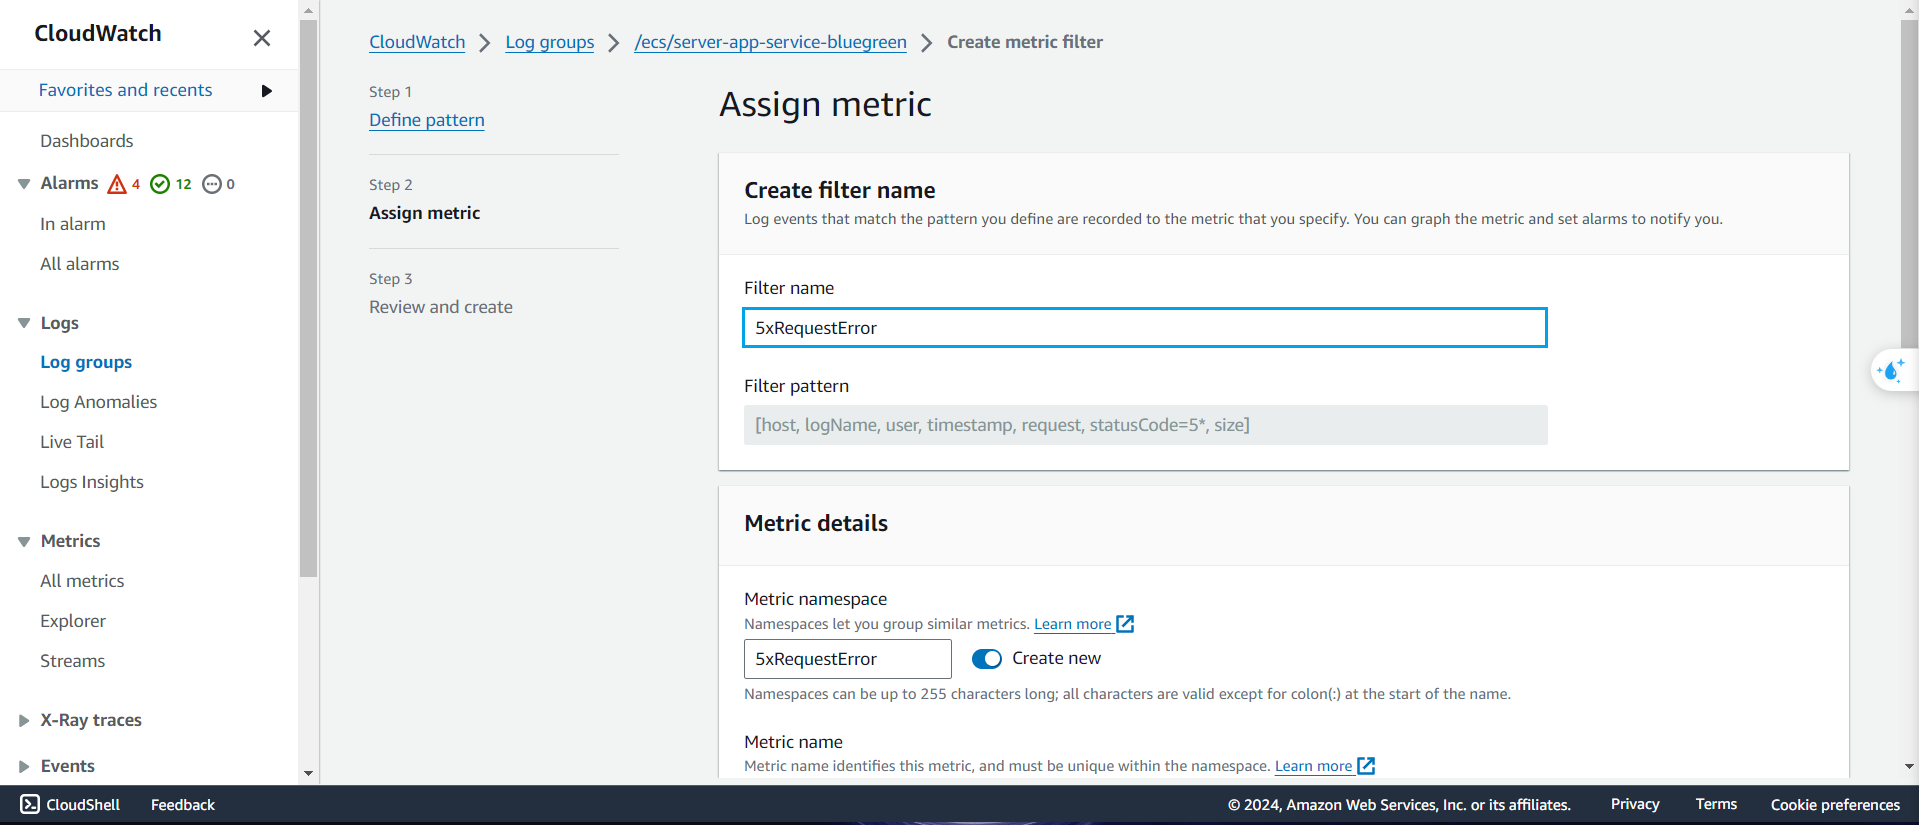 CloudWatch
Favorites and recents
Dashboards
Alarms 4 12 0
In alarm
All alarms
Logs
Log groups
Log Anomalies
Live Tail
Logs Insights
Metrics
All metrics
Explorer
Streams
X-Ray traces
Events
CloudWatch Log groups /ecs/server-app-service-bluegreen Create metric filter
Step 1
Define pattern
Step 2
Assign metric
Step 3
Review and create
Assign metric
Create filter name
Log events that match the pattern you define are recorded to the metric that you specify. You can graph the metric and set alarms to notify you.
Filter name
5xRequestError
Filter pattern
[host, logName, user, timestamp, request, statusCode=5*, size]
Metric details
Metric namespace
Namespaces let you group similar metrics. Learn more
5xRequestError Create new
Namespaces can be up to 255 characters long; all characters are valid except for colon(:) at the start of the name.
Metric name
Metric name identifies this metric, and must be unique within the namespace. Learn more
CloudShell Feedback © 2024, Amazon Web Services, Inc. or its affiliates. Privacy Terms Cookie preferences